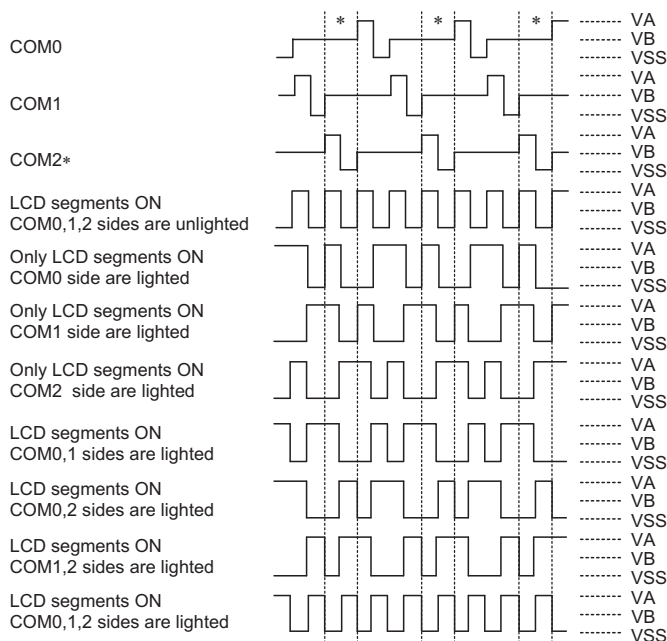 * * *
COM0
VA
VB
VSS
COM1
VA
VB
VSS
COM2*
VA
VB
VSS
LCD segments ON
COM0,1,2 sides are unlighted
VA
VB
VSS
Only LCD segments ON
COM0 side are lighted
VA
VB
VSS
Only LCD segments ON
COM1 side are lighted
VA
VB
VSS
Only LCD segments ON
COM2 side are lighted
VA
VB
VSS
LCD segments ON
COM0,1 sides are lighted
VA
VB
VSS
LCD segments ON
COM0,2 sides are lighted
VA
VB
VSS
LCD segments ON
COM1,2 sides are lighted
VA
VB
VSS
LCD segments ON
COM0,1,2 sides are lighted
VA
VB
VSS